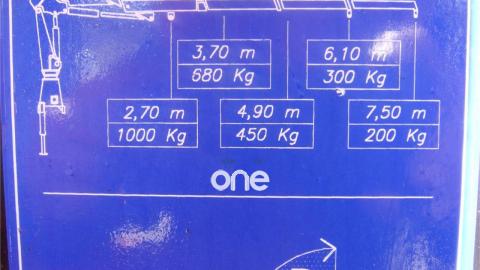 3,70 m
680 Kg
6,10 m
300 Kg
2,70 m
1000 Kg
4,90 m
450 Kg
7,50 m
200 Kg
one